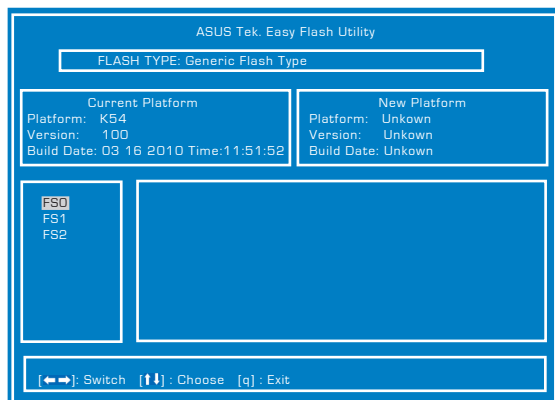 ASUS Tek. Easy Flash Utility
FLASH TYPE: Generic Flash Type
Current Platform
Platform: K54
Version: 100
Build Date: 03 16 2010 Time:11:51:52
New Platform
Platform: Unkown
Version: Unkown
Build Date: Unkown
FS0
FS1
FS2
[←→]: Switch [↑↓] : Choose [q] : Exit